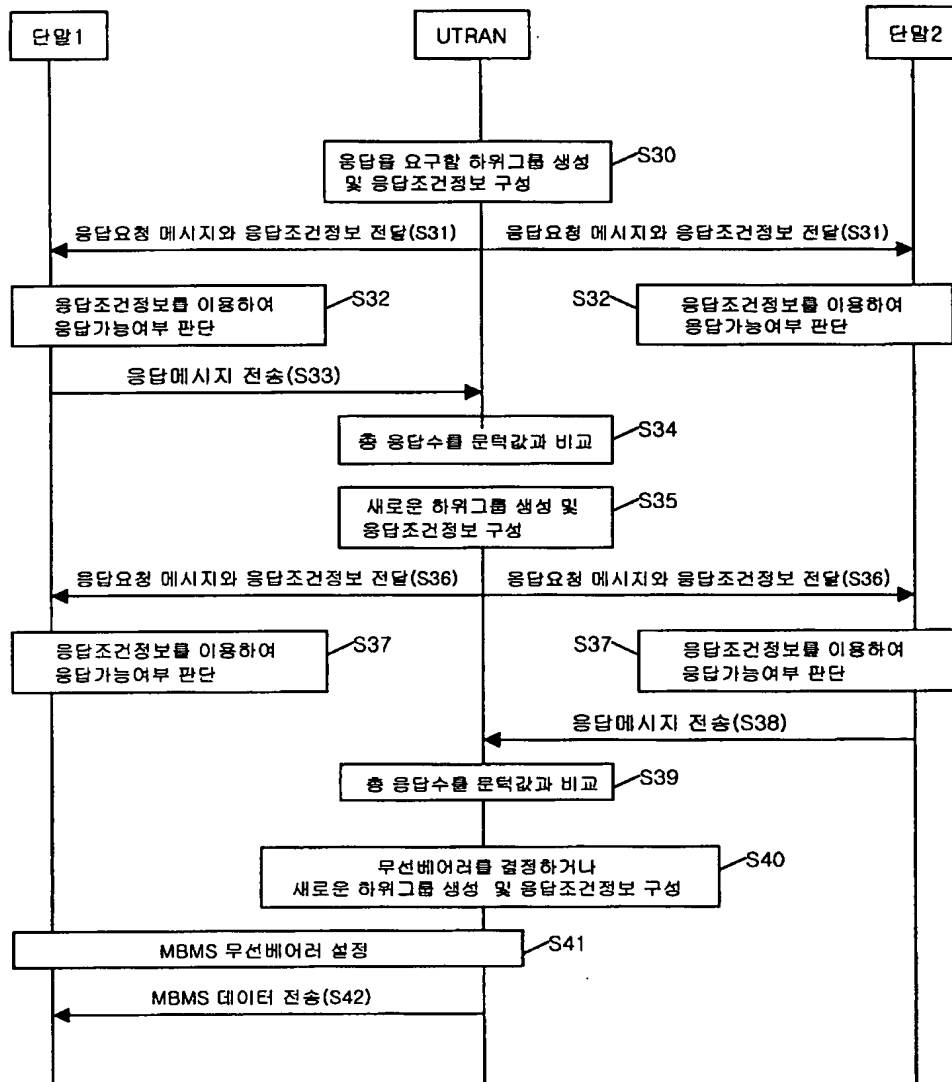 단말1
UTRAN
단말2
응답을 요구할 하위그룹 생성
및 응답조건정보 구성
S30
응답요청 메시지와 응답조건정보 전달(S31)
응답요청 메시지와 응답조건정보 전달(S31)
응답조건정보를 이용하여
응답가능여부 판단
S32
S32
응답조건정보를 이용하여
응답가능여부 판단
응답메시지 전송(S33)
총 응답수를 문턱값과 비교
S34
새로운 하위그룹 생성 및
응답조건정보 구성
S35
응답요청 메시지와 응답조건정보 전달(S36)
응답요청 메시지와 응답조건정보 전달(S36)
응답조건정보를 이용하여
응답가능여부 판단
S37
S37
응답조건정보를 이용하여
응답가능여부 판단
응답메시지 전송(S38)
총 응답수를 문턱값과 비교
S39
무선베어러를 결정하거나
새로운 하위그룹 생성 및 응답조건정보 구성
S40
MBMS 무선베어러 설정
S41
MBMS 데이터 전송(S42)